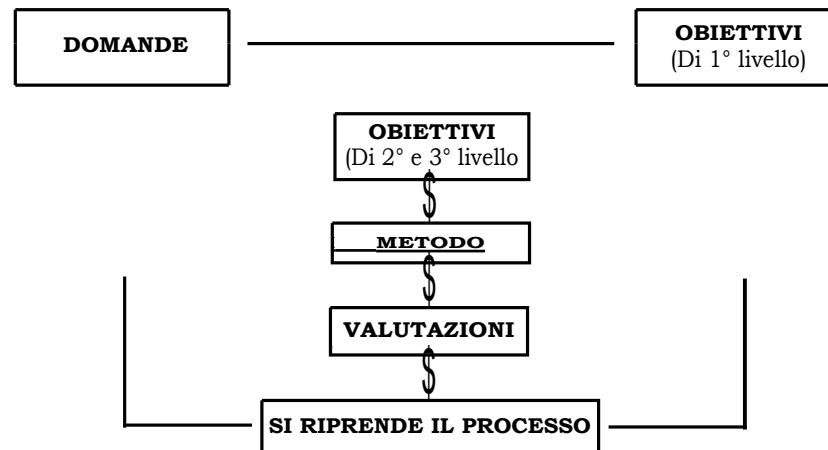 DOMANDE
OBIETTIVI
(Di 1° livello)
OBIETTIVI
(Di 2° e 3° livello
$
METODO
$
VALUTAZIONI
$
SI RIPRENDE IL PROCESSO